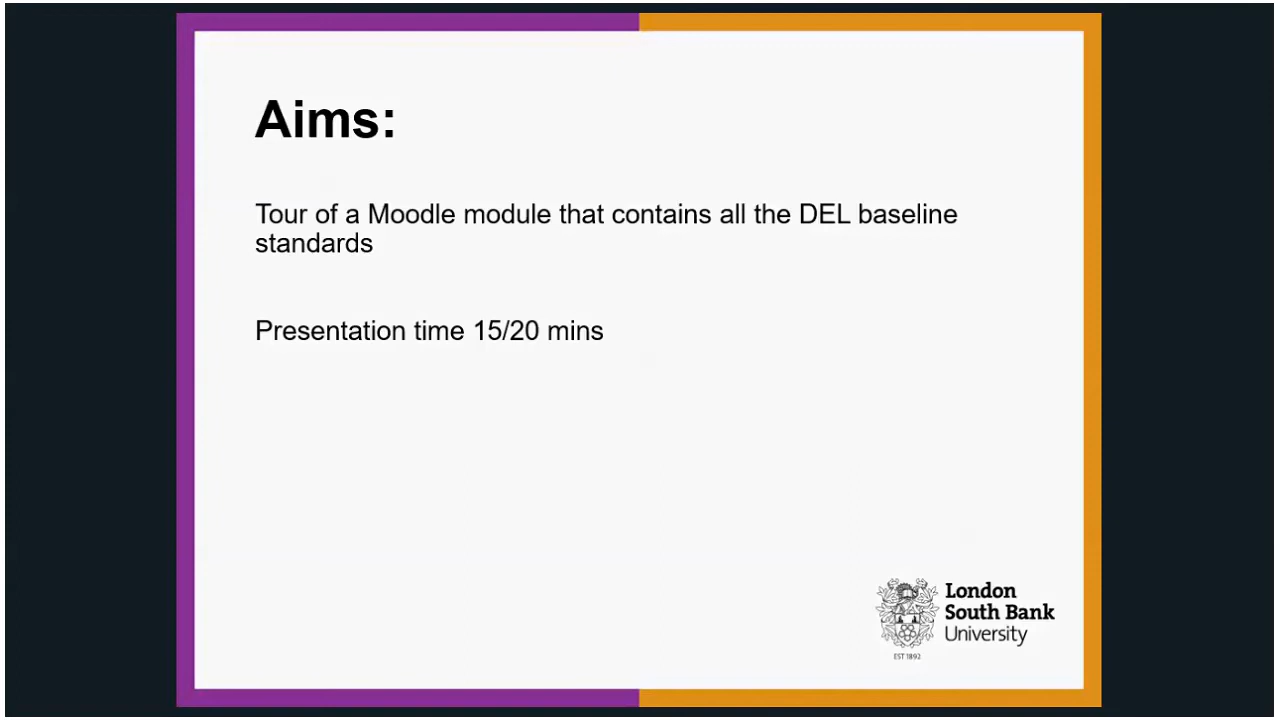 Aims:
Tour of a Moodle module that contains all the DEL baseline
standards
Presentation time 15/20 mins
London
South Bank
University
EST 1892